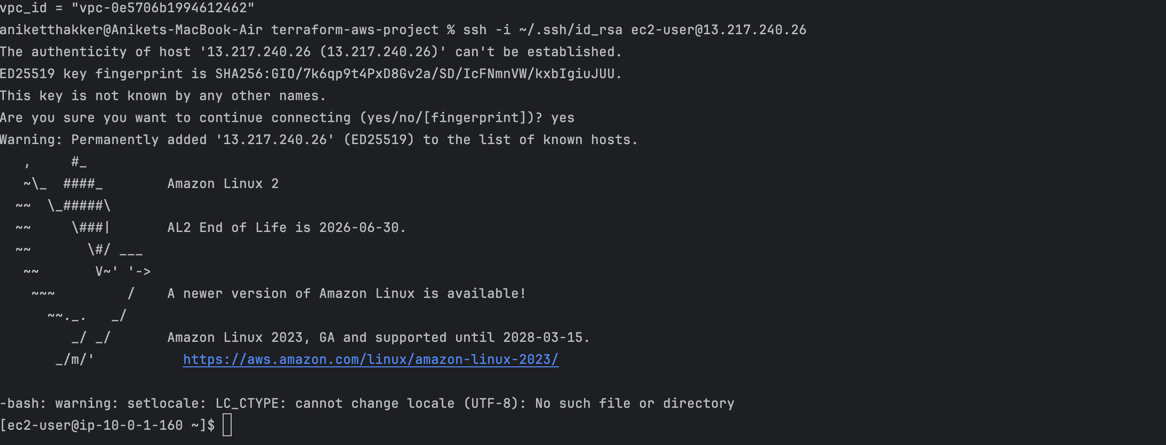 vpc_id = "vpc-0e5706b1994612462"
aniketthakker@Anikets-MacBook-Air terraform-aws-project % ssh -i ~/.ssh/id_rsa ec2-user@13.217.240.26
The authenticity of host '13.217.240.26 (13.217.240.26)' can't be established.
ED25519 key fingerprint is SHA256:GIO/7k6qp9t4PxD8Gv2a/SD/IcFNmnVW/kxbIgiuJUU.
This key is not known by any other names.
Are you sure you want to continue connecting (yes/no/[fingerprint])? yes
Warning: Permanently added '13.217.240.26' (ED25519) to the list of known hosts.
   ,     #_
   ~\_  ####_        Amazon Linux 2
  ~~  \_#####\
  ~~     \###|       AL2 End of Life is 2026-06-30.
  ~~       \#/ ___
   ~~       V~' '->
    ~~~         /    A newer version of Amazon Linux is available!
      ~~._.   _/
         _/ _/       Amazon Linux 2023, GA and supported until 2028-03-15.
       _/m/'           https://aws.amazon.com/linux/amazon-linux-2023/
-bash: warning: setlocale: LC_CTYPE: cannot change locale (UTF-8): No such file or directory
[ec2-user@ip-10-0-1-160 ~]$